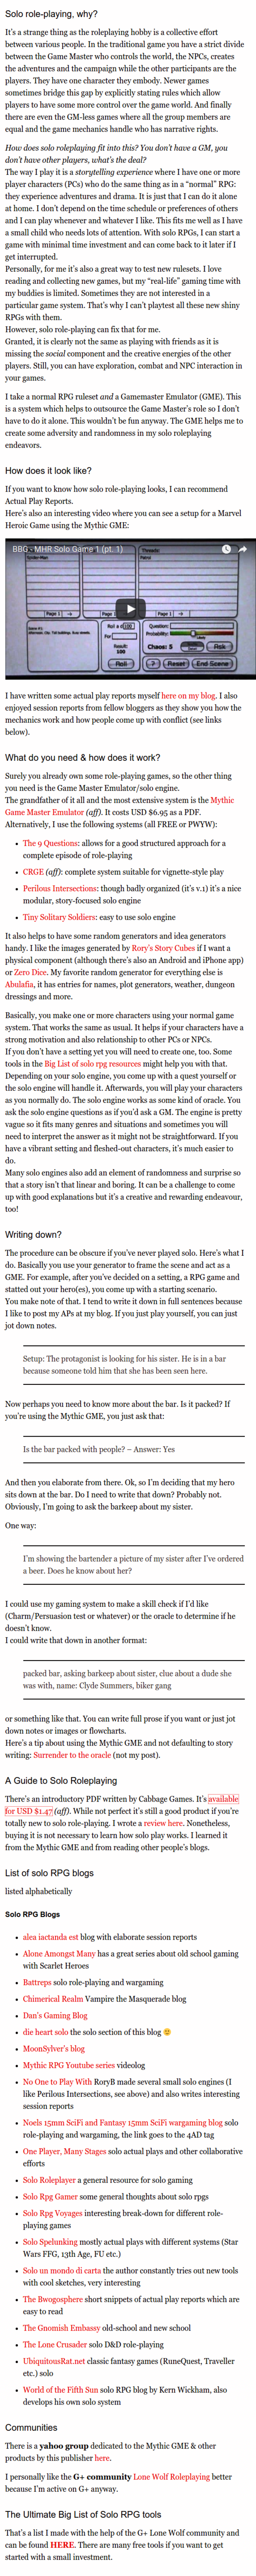 Solo role-playing, why?
It's a strange thing as the roleplaying hobby is a collective effort
between various people. In the traditional game you have a strict divide
between the Game Master who controls the world, the NPCs, creates
the adventures and the campaign while the other participants are the
players. They have one character they embody. Newer games
sometimes bridge this gap by explicitly stating rules which allow
players to have some more control over the game world. And finally
there are even the GM-less games where all the group members are
equal and the game mechanics handle who has narrative rights.
How does solo roleplaying fit into this? You don't have a GM, you
don't have other players, what's the deal?
The way I play it is a storytelling experience where I have one or more
player characters (PCs) who do the same thing as in a "normal" RPG:
they experience adventures and drama. It is just that I can do it alone
at home. I don't depend on the time schedule or preferences of others
and I can play whenever and whatever I like. This fits me well as I have
a small child who needs lots of attention. With solo RPGs, I can start a
game with minimal time investment and can come back to it later if I
get interrupted.
Personally, for me it's also a great way to test new rulesets. I love
reading and collecting new games, but my "real-life" gaming time with
my buddies is limited. Sometimes they are not interested in a
particular game system. That's why I can't playtest all these new shiny
RPGs with them.
However, solo role-playing can fix that for me.
Granted, it is clearly not the same as playing with friends as it is
missing the social component and the creative energies of the other
players. Still, you can have exploration, combat and NPC interaction in
your games.
I take a normal RPG ruleset and a Gamemaster Emulator (GME). This
is a system which helps to outsource the Game Master's role so I don't
have to do it alone. This wouldn't be fun anyway. The GME helps me to
create some adversity and randomness in my solo roleplaying
endeavors.
How does it look like?
If you want to know how solo role-playing looks, I can recommend
Actual Play Reports.
Here's also an interesting video where you can see a setup for a Marvel
Heroic Game using the Mythic GME:
BBG - MHR Solo Game 1 (pt. 1)
Threads:
Page 1
Page 1
Page 1
Roll a d100
For
Result:
100
Roll
Question:
Probability:
Likely
Chaos: 5
Ask
?
Reset
End Scene
I have written some actual play reports myself here on my blog. I also
enjoyed session reports from fellow bloggers as they show you how the
mechanics work and how people come up with conflict (see links
below).
What do you need & how does it work?
Surely you already own some role-playing games, so the other thing
you need is the Game Master Emulator/solo engine.
The grandfather of it all and the most extensive system is the Mythic
Game Master Emulator (aff). It costs USD $6.95 as a PDF.
Alternatively, I use the following systems (all FREE or PWYW):
• The 9 Questions: allows for a good structured approach for a
complete episode of role-playing
• CRGE (aff): complete system suitable for vignette-style play
• Perilous Intersections: though badly organized (it's v.1) it's a nice
modular, story-focused solo engine
• Tiny Solitary Soldiers: easy to use solo engine
It also helps to have some random generators and idea generators
handy. I like the images generated by Rory's Story Cubes if I want a
physical component (although there's also an Android and iPhone app)
or Zero Dice. My favorite random generator for everything else is
Abulafia, it has entries for names, plot generators, weather, dungeon
dressings and more.
Basically, you make one or more characters using your normal game
system. That works the same as usual. It helps if your characters have a
strong motivation and also relationship to other PCs or NPCs.
If you don't have a setting yet you will need to create one, too. Some
tools in the Big List of solo rpg resources might help you with that.
Depending on your solo engine, you come up with a quest yourself or
the solo engine will handle it. Afterwards, you will play your characters
as you normally do. The solo engine works as some kind of oracle. You
ask the solo engine questions as if you'd ask a GM. The engine is pretty
vague so it fits many genres and situations and sometimes you will
need to interpret the answer as it might not be straightforward. If you
have a vibrant setting and fleshed-out characters, it's much easier to
do.
Many solo engines also add an element of randomness and surprise so
that a story isn't that linear and boring. It can be a challenge to come
up with good explanations but it's a creative and rewarding endeavour,
too!
Writing down?
The procedure can be obscure if you've never played solo. Here's what I
do. Basically you use your generator to frame the scene and act as a
GME. For example, after you've decided on a setting, a RPG game and
statted out your hero(es), you come up with a starting scenario.
You make note of that. I tend to write it down in full sentences because
I like to post my APs at my blog. If you just play yourself, you can just
jot down notes.
Setup: The protagonist is looking for his sister. He is in a bar
because someone told him that she has been seen here.
Now perhaps you need to know more about the bar. Is it packed? If
you're using the Mythic GME, you just ask that:
Is the bar packed with people? – Answer: Yes
And then you elaborate from there. Ok, so I'm deciding that my hero
sits down at the bar. Do I need to write that down? Probably not.
Obviously, I'm going to ask the barkeep about my sister.
One way:
I'm showing the bartender a picture of my sister after I've ordered
a beer. Does he know about her?
I could use my gaming system to make a skill check if I'd like
(Charm/Persuasion test or whatever) or the oracle to determine if he
doesn't know.
I could write that down in another format:
packed bar, asking barkeep about sister, clue about a dude she
was with, name: Clyde Summers, biker gang
or something like that. You can write full prose if you want or just jot
down notes or images or flowcharts.
Here's a tip about using the Mythic GME and not defaulting to story
writing: Surrender to the oracle (not my post).
A Guide to Solo Roleplaying
There's an introductory PDF written by Cabbage Games. It's available
for USD $1.47 (aff). While not perfect it's still a good product if you're
totally new to solo role-playing. I wrote a review here. Nonetheless,
buying it is not necessary to learn how solo play works. I learned it
from the Mythic GME and from reading other people's blogs.
List of solo RPG blogs
listed alphabetically
Solo RPG Blogs
• alea iactanda est blog with elaborate session reports
• Alone Amongst Many has a great series about old school gaming
with Scarlet Heroes
• Battreps solo role-playing and wargaming
• Chimerical Realm Vampire the Masquerade blog
• Dan's Gaming Blog
• die heart solo the solo section of this blog 🙂
• MoonSylver's blog
• Mythic RPG Youtube series videolog
• No One to Play With RoryB made several small solo engines (I
like Perilous Intersections, see above) and also writes interesting
session reports
• Noels 15mm SciFi and Fantasy 15mm SciFi wargaming blog solo
role-playing and wargaming, the link goes to the 4AD tag
• One Player, Many Stages solo actual plays and other collaborative
efforts
• Solo Roleplayer a general resource for solo gaming
• Solo Rpg Gamer some general thoughts about solo rpgs
• Solo Rpg Voyages interesting break-down for different role-
playing games
• Solo Spelunking mostly actual plays with different systems (Star
Wars FFG, 13th Age, FU etc.)
• Solo un mondo di carta the author constantly tries out new tools
with cool sketches, very interesting
• The Bwogosphere short snippets of actual play reports which are
easy to read
• The Gnomish Embassy old-school and new school
• The Lone Crusader solo D&D role-playing
• UbiquitousRat.net classic fantasy games (RuneQuest, Traveller
etc.) solo
• World of the Fifth Sun solo RPG blog by Kern Wickham, also
develops his own solo system
Communities
There is a yahoo group dedicated to the Mythic GME & other
products by this publisher here.
I personally like the G+ community Lone Wolf Roleplaying better
because I'm active on G+ anyway.
The Ultimate Big List of Solo RPG tools
That's a list I made with the help of the G+ Lone Wolf community and
can be found HERE. There are many free tools if you want to get
started with a small investment.